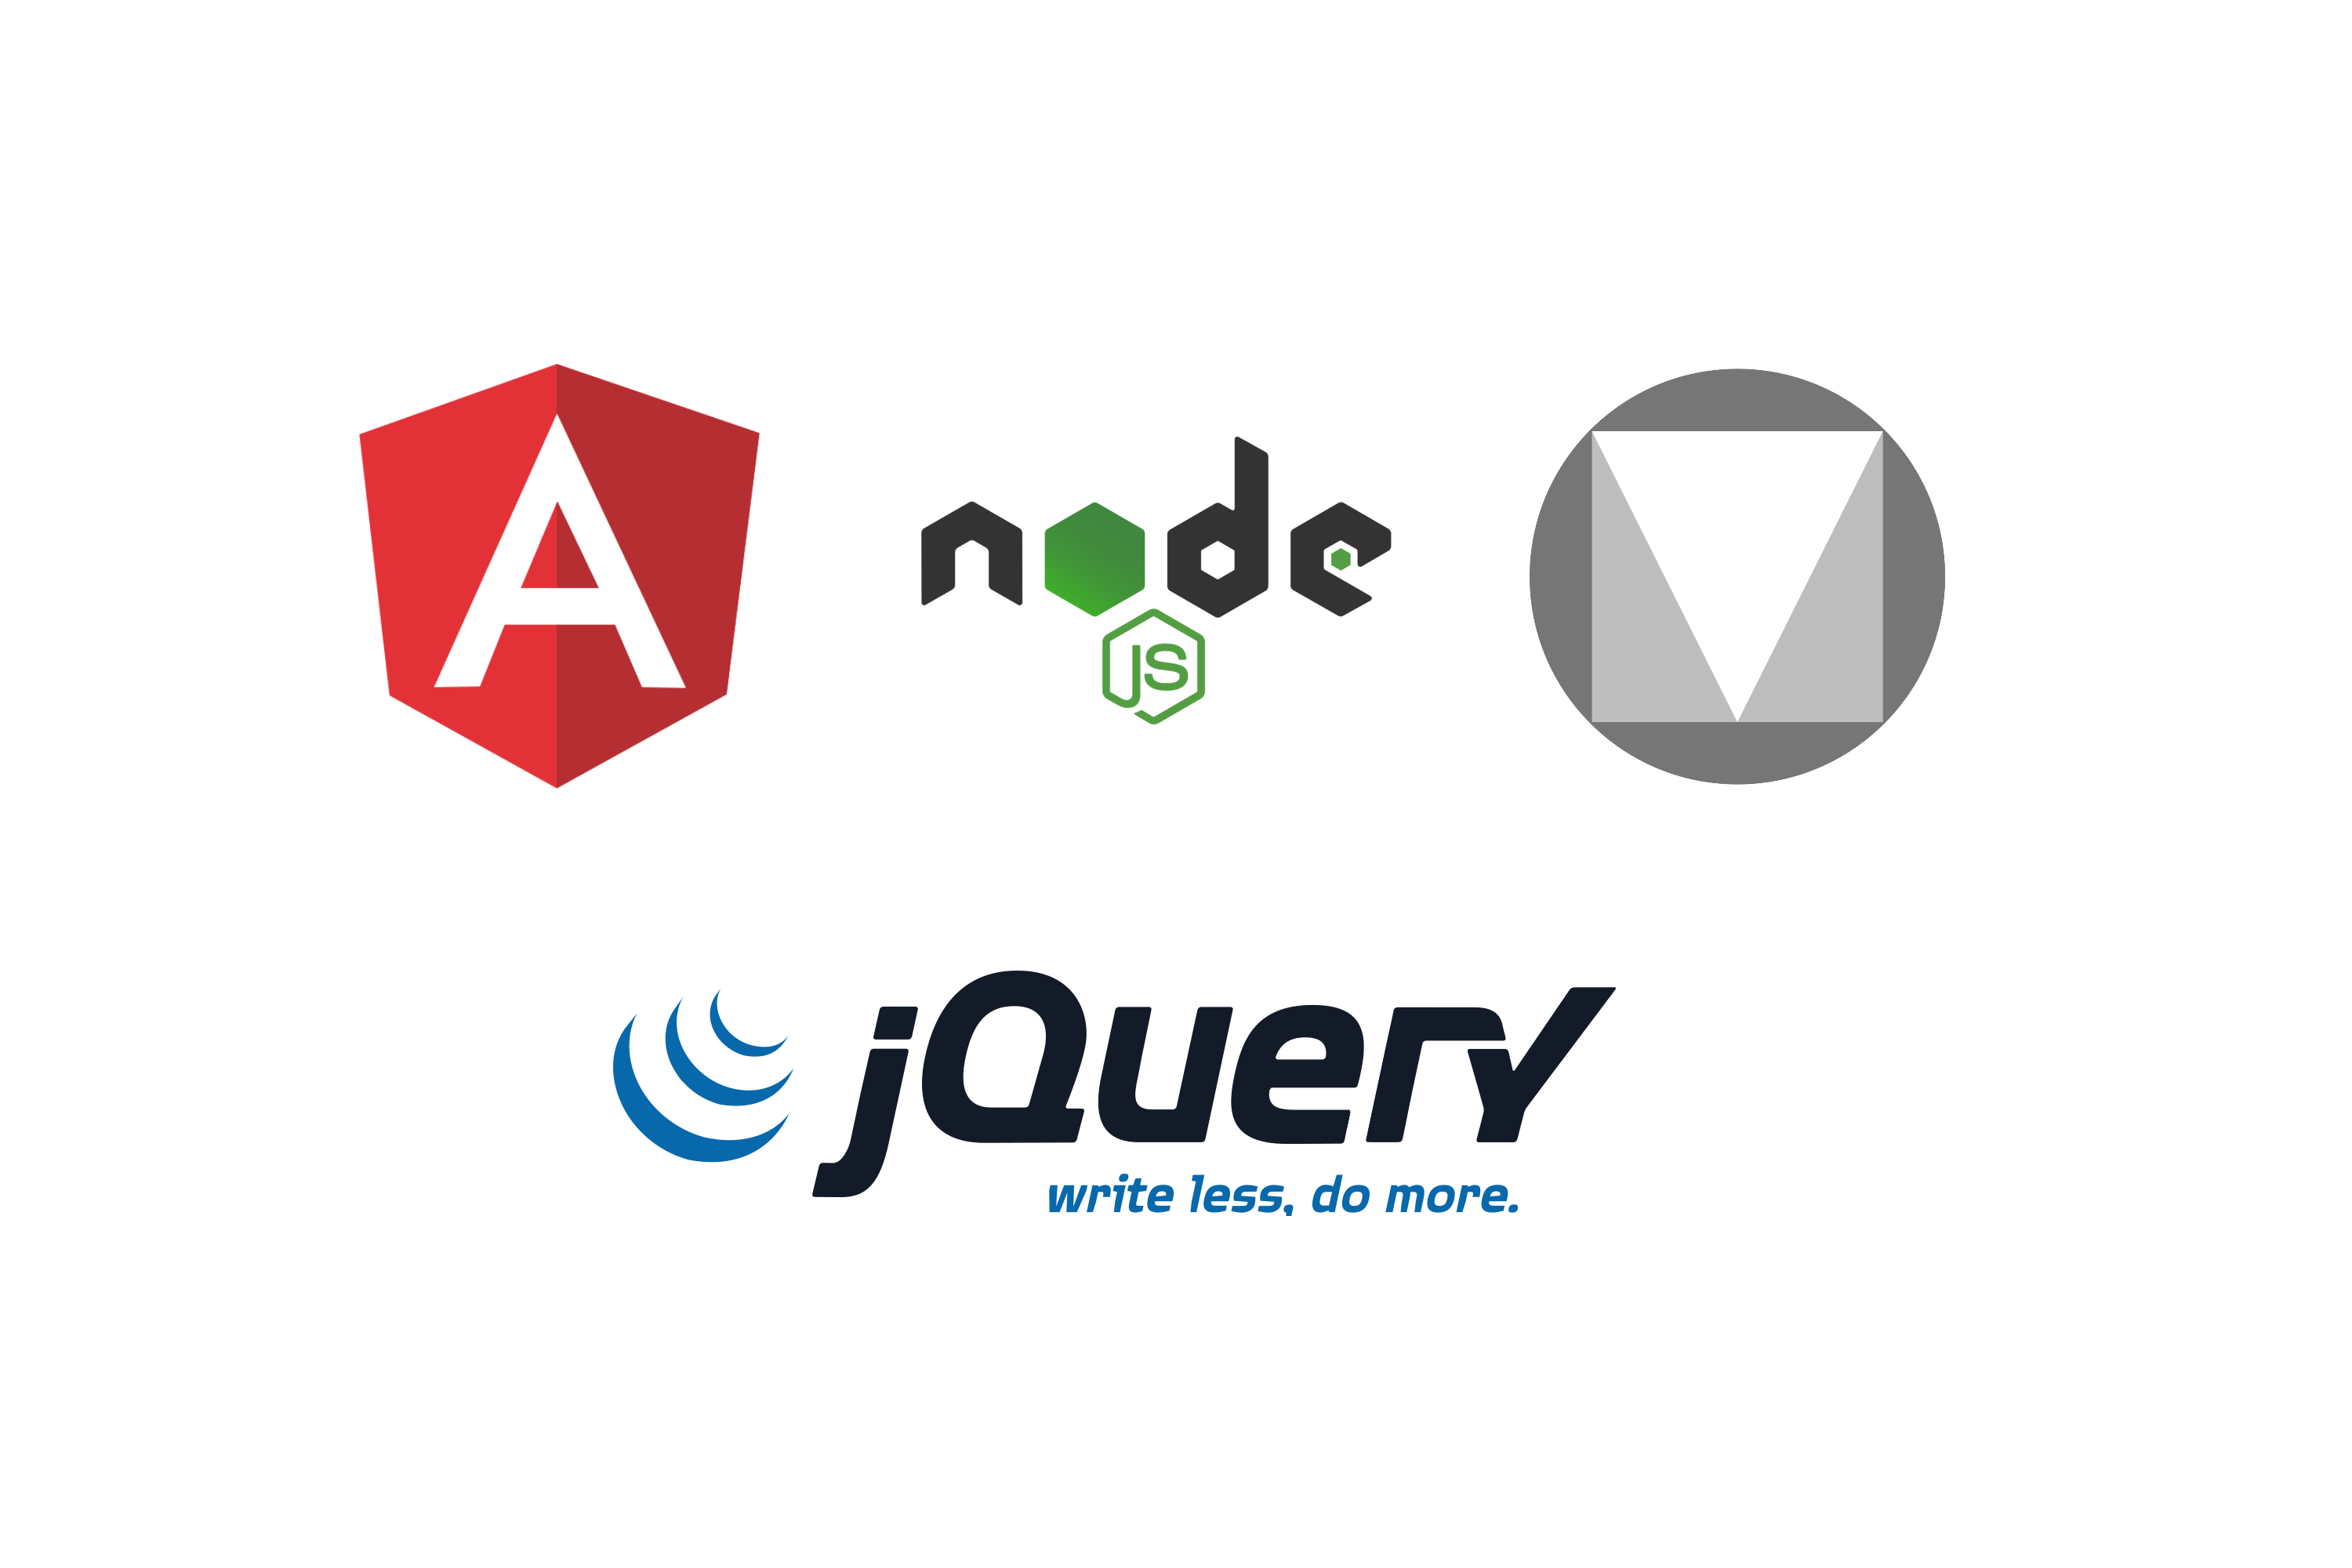 A
node
JS
jQuery
write less, do more.